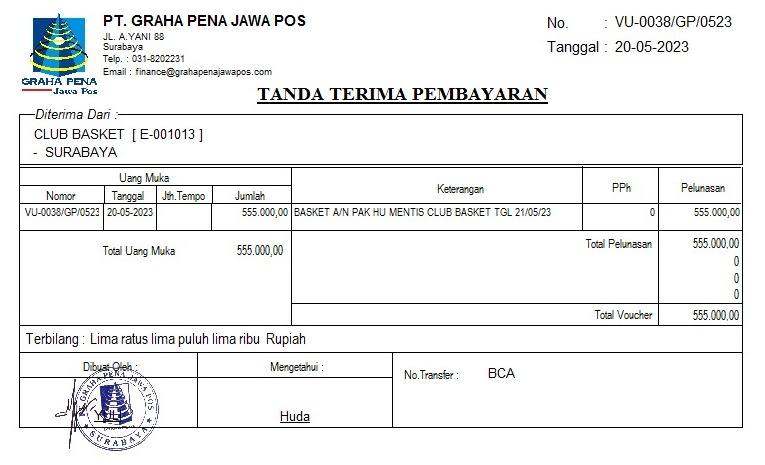 GRAHA PENA
Jawa Pos
PT. GRAHA PENA JAWA POS
JL. A.YANI 88
Surabaya
Telp. : 031-8202231
Email : finance@grahapenajawapos.com
No. : VU-0038/GP/0523
Tanggal : 20-05-2023
TANDA TERIMA PEMBAYARAN
Diterima Dari :
CLUB BASKET [ E-001013 ]
- SURABAYA
Uang Muka
Nomor Tanggal Jth.Tempo Jumlah Keterangan PPh Pelunasan
VU-0038/GP/0523 20-05-2023 555.000,00 BASKET A/N PAK HU MENTIS CLUB BASKET TGL 21/05/23 0 555.000,00
Total Uang Muka 555.000,00
Total Pelunasan 555.000,00
0
0
0
Total Voucher 555.000,00
Terbilang : Lima ratus lima puluh lima ribu Rupiah
Dibuat Oleh :
Mengetahui :
No.Transfer : BCA
PT. GRAHA PENA JAWA POS
SURABAYA
Huda